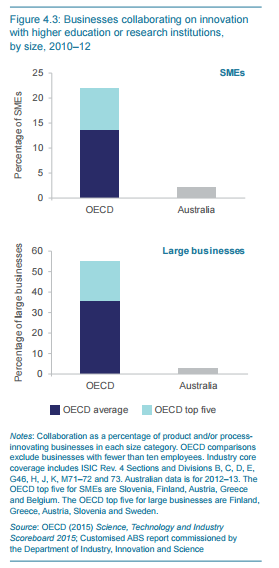 Figure 4.3: Businesses collaborating on innovation
with higher education or research institutions,
by size, 2010–12
SMEs
Percentage of SMEs
25
20
15
10
5
0
OECD
Australia
Large businesses
Percentage of large businesses
60
50
40
30
20
10
0
OECD
Australia
OECD average
OECD top five
Notes: Collaboration as a percentage of product and/or process-
innovating businesses in each size category. OECD comparisons
exclude businesses with fewer than ten employees. Industry core
coverage includes ISIC Rev. 4 Sections and Divisions B, C, D, E,
G46, H, J, K, M71–72 and 73. Australian data is for 2012–13. The
OECD top five for SMEs are Slovenia, Finland, Austria, Greece
and Belgium. The OECD top five for large businesses are Finland,
Greece, Austria, Slovenia and Sweden.
Source: OECD (2015) Science, Technology and Industry
Scoreboard 2015; Customised ABS report commissioned by
the Department of Industry, Innovation and Science